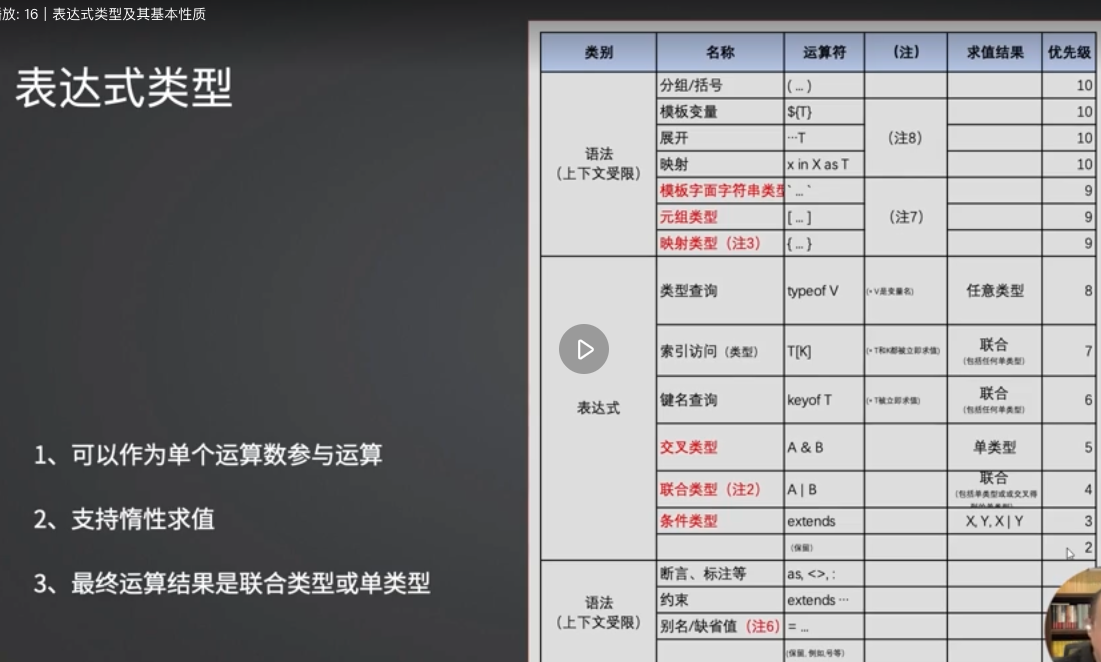 放: 16 | 表达式类型及其基本性质
表达式类型
1、可以作为单个运算数参与运算
2、支持惰性求值
3、最终运算结果是联合类型或单类型
类别 名称 运算符 （注） 求值结果 优先级
语法
（上下文受限）
分组/括号 ( ... ) 10
模板变量 ${T} 10
展开 ···T （注8） 10
映射 x in X as T 10
模板字面字符串类型 ` ... ` 9
元组类型 [ ... ] （注7） 9
映射类型（注3） { ... } 9
表达式
类型查询 typeof V (* V是变量名) 任意类型 8
索引访问（类型） T[K] (* T和K都被立即求值) 联合 7
(包括任何单类型)
键名查询 keyof T (* T被立即求值) 联合 6
(包括任何单类型)
交叉类型 A & B 单类型 5
联合类型（注2） A | B 联合 4
(包括单类型或或交叉得
条件类型 extends X, Y, X | Y 3
(保留) 2
语法
（上下文受限）
断言、标注等 as, <>, :
约束 extends ···
别名/缺省值（注6） = ...
(保留, 例如,号等)